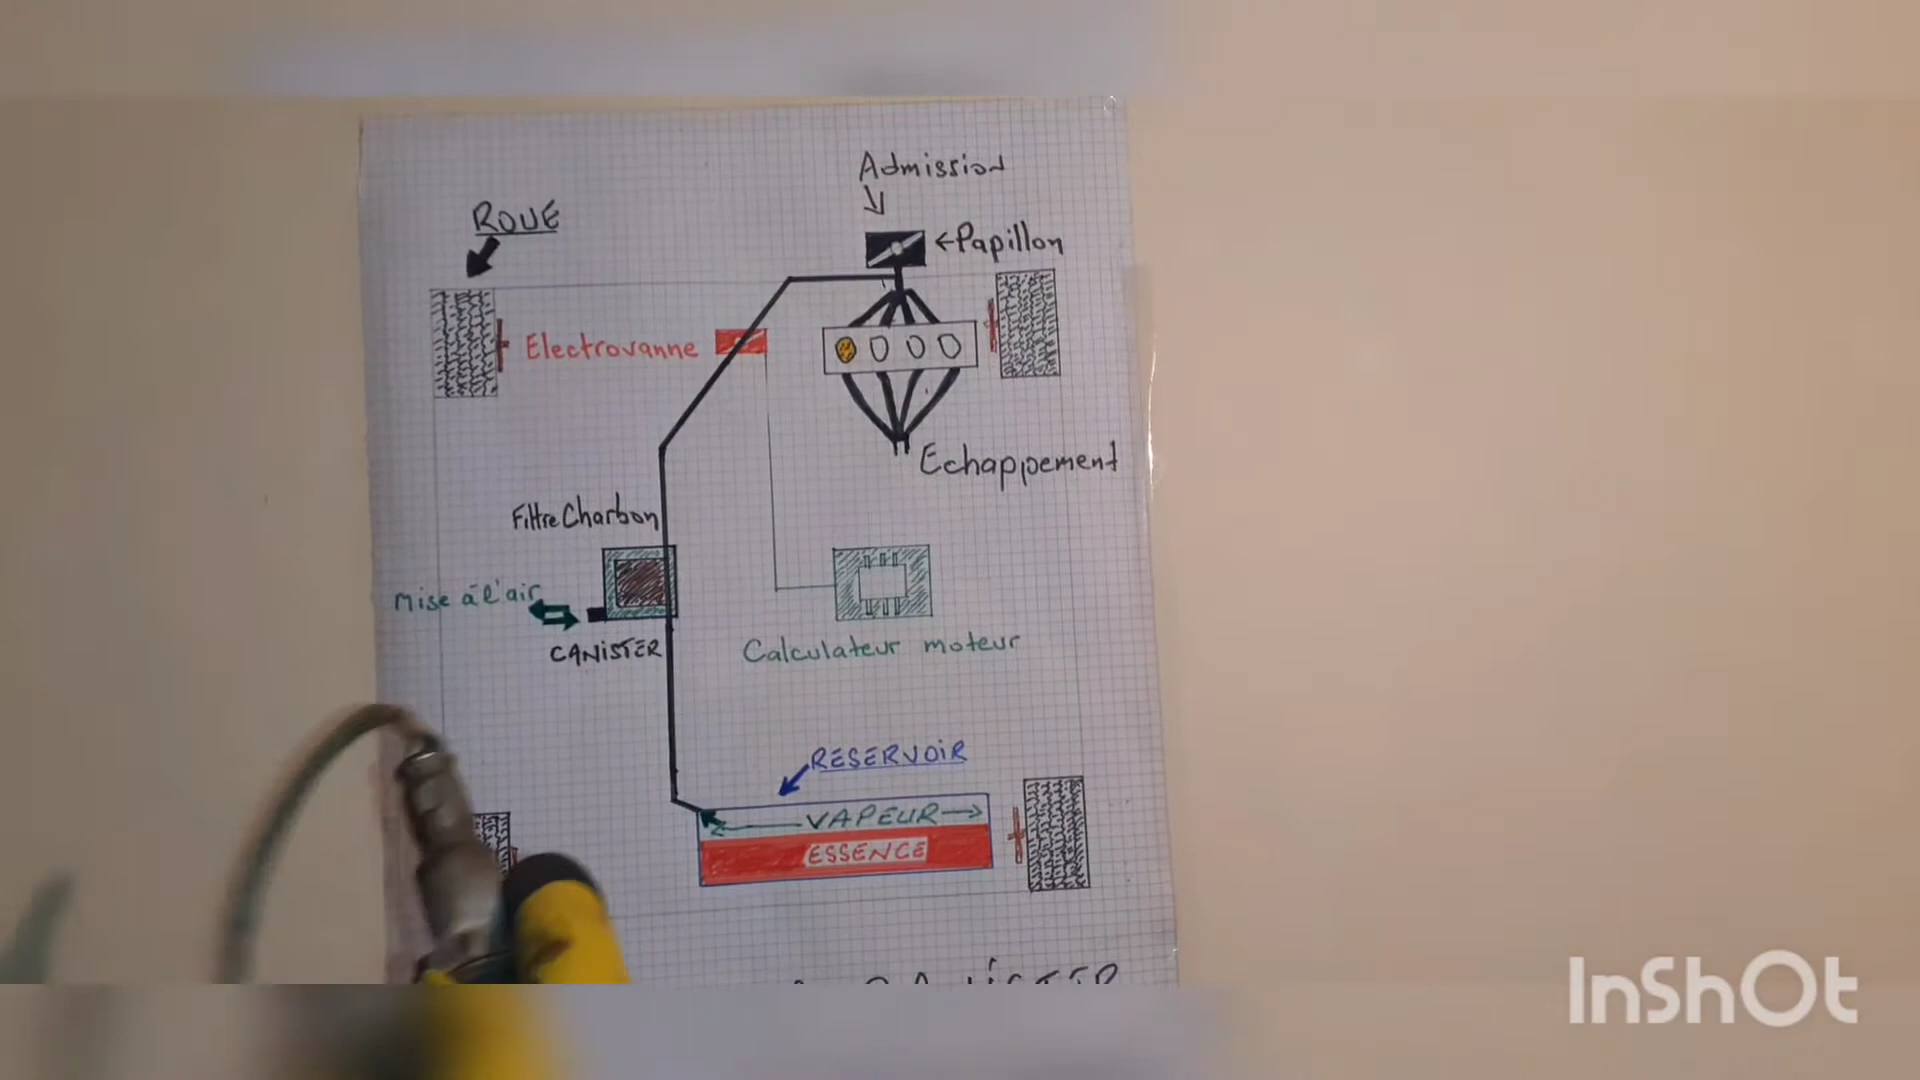 Admission
ROUE
Papillon
Electrovanne
Echappement
Filtre Charbon
Mise à l'air
CANISTER
Calculateur moteur
RESERVOIR
VAPEUR
ESSENCE
InShOt